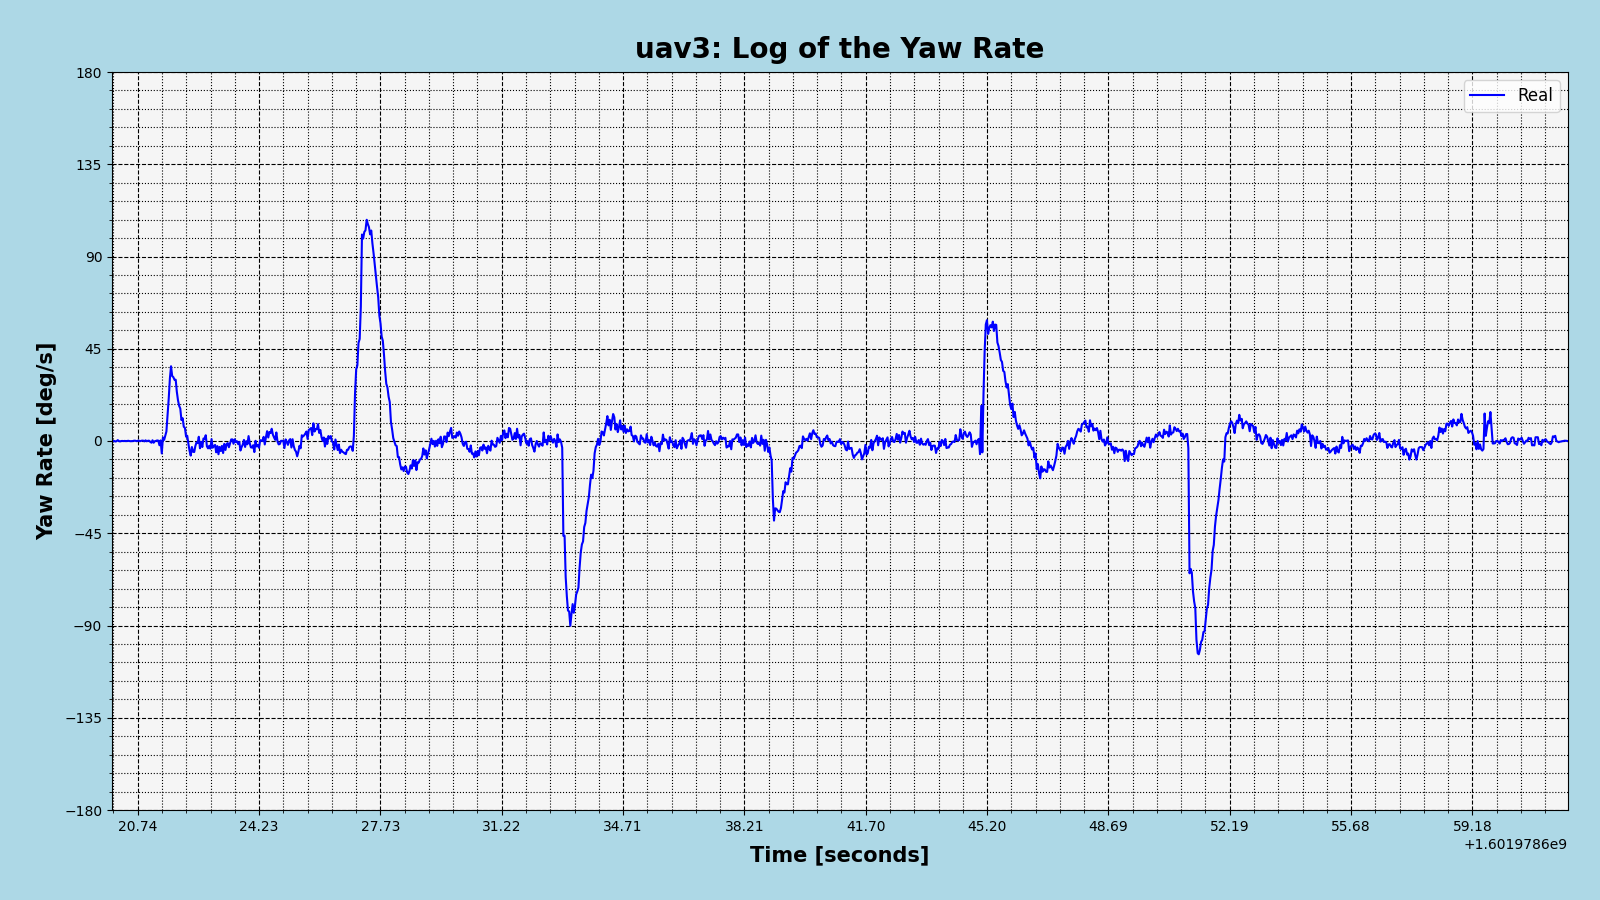 uav3: Log of the Yaw Rate
Real
Yaw Rate [deg/s]
180
135
90
45
0
−45
−90
−135
−180
20.74 24.23 27.73 31.22 34.71 38.21 41.70 45.20 48.69 52.19 55.68 59.18
+1.6019786e9
Time [seconds]